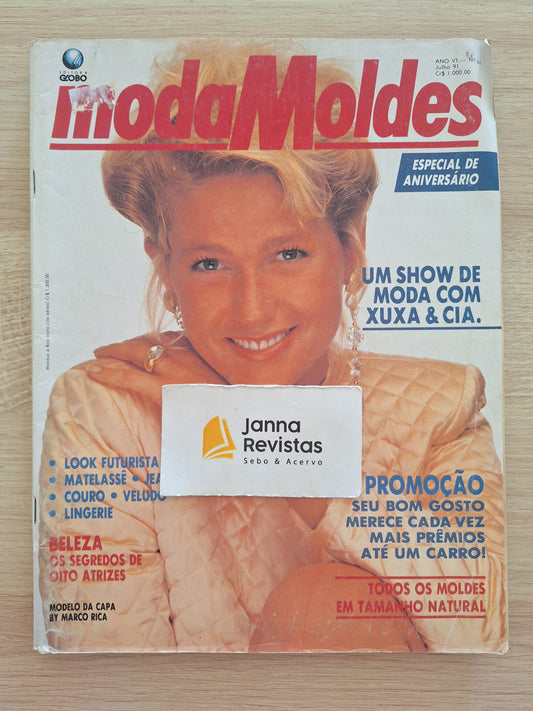 EDITORA
GLOBO
ANO VI — Nº
Julho 91
Cr$ 1.000,00
modaMoldes
ESPECIAL DE
ANIVERSÁRIO
UM SHOW DE
MODA COM
XUXA & CIA.
Janna
Revistas
Sebo & Acervo
• LOOK FUTURISTA
• MATELASSÊ • JEA
• COURO • VELUDO
• LINGERIE
BELEZA
OS SEGREDOS DE
OITO ATRIZES
MODELO DA CAPA
BY MARCO RICA
PROMOÇÃO
SEU BOM GOSTO
MERECE CADA VEZ
MAIS PRÊMIOS
ATÉ UM CARRO!
TODOS OS MOLDES
EM TAMANHO NATURAL